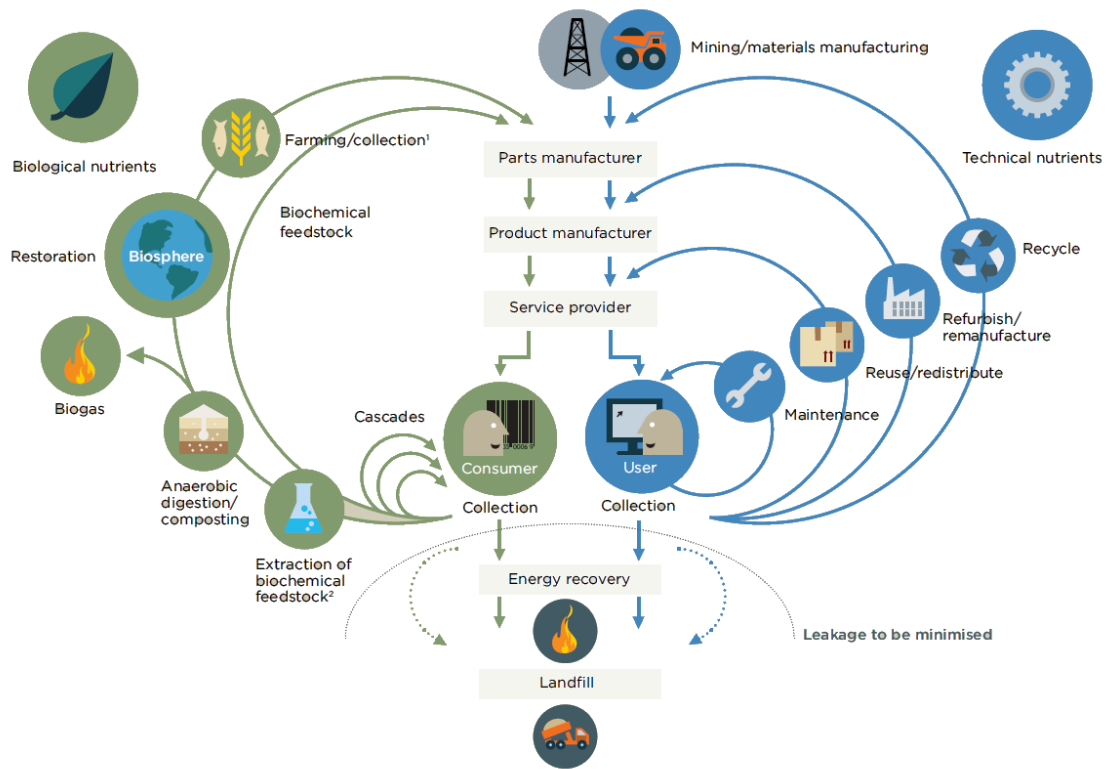 Mining/materials manufacturing
Biological nutrients
Technical nutrients
Farming/collection¹
Parts manufacturer
Biochemical
feedstock
Product manufacturer
Restoration
Biosphere
Recycle
Service provider
Refurbish/
remanufacture
Reuse/redistribute
Biogas
Cascades
Maintenance
Consumer
User
Anaerobic
digestion/
composting
Collection
Collection
Extraction of
biochemical
feedstock²
Energy recovery
Leakage to be minimised
Landfill